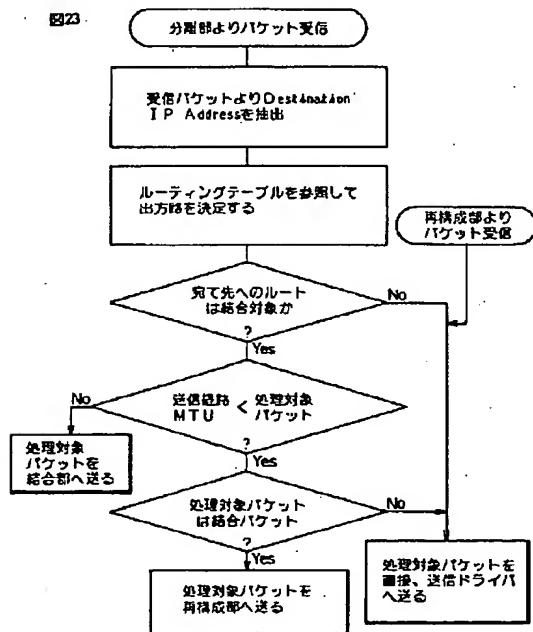 図23
分離部よりパケット受信
受信パケットよりDestination
IP Addressを抽出
ルーティングテーブルを参照して
出方路を決定する
再構成部より
パケット受信
宛て先へのルート
は結合対象か
?
No
Yes
送信経路
MTU < 処理対象
パケット
?
No
Yes
処理対象
パケットを
結合部へ送る
処理対象パケット
は結合パケット
?
No
Yes
処理対象パケットを
再構成部へ送る
処理対象パケットを
直接、送信ドライバ
へ送る